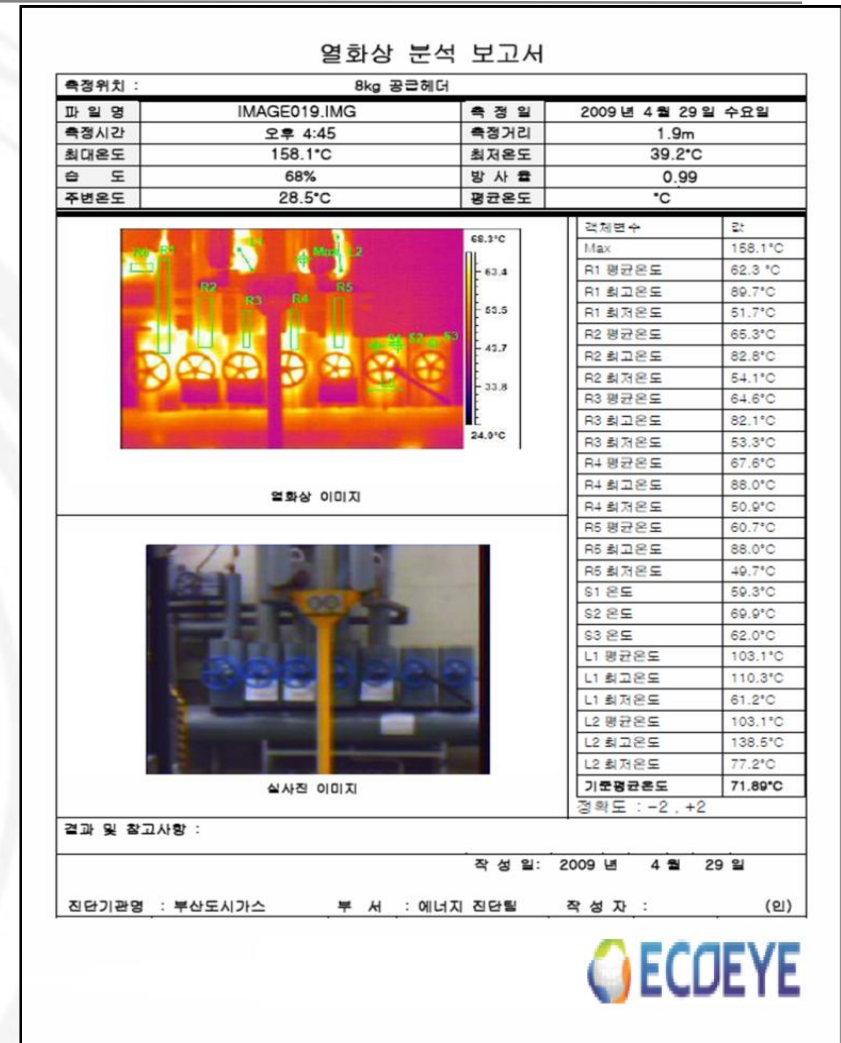 열화상 분석 보고서
측정위치 : 8kg 공급헤더
파 일 명 IMAGE019.IMG 측 정 일 2009 년 4 월 29 일 수요일
측정시간 오후 4:45 측정거리 1.9m
최대온도 158.1°C 최저온도 39.2°C
습 도 68% 방 사 율 0.99
주변온도 28.5°C 평균온도 °C
R1
L1
Max
L2
R2
R3
R4
R5
S2
S3
68.3°C
63.4
53.5
43.7
33.8
24.0°C
열화상 이미지
실사진 이미지
객체변수 값
Max 158.1°C
R1 평균온도 62.3 °C
R1 최고온도 89.7°C
R1 최저온도 51.7°C
R2 평균온도 65.3°C
R2 최고온도 82.8°C
R2 최저온도 54.1°C
R3 평균온도 64.6°C
R3 최고온도 82.1°C
R3 최저온도 53.3°C
R4 평균온도 67.6°C
R4 최고온도 88.0°C
R4 최저온도 50.9°C
R5 평균온도 60.7°C
R5 최고온도 88.0°C
R5 최저온도 49.7°C
S1 온도 59.3°C
S2 온도 69.9°C
S3 온도 62.0°C
L1 평균온도 103.1°C
L1 최고온도 110.3°C
L1 최저온도 61.2°C
L2 평균온도 103.1°C
L2 최고온도 138.5°C
L2 최저온도 77.2°C
기준평균온도 71.89°C
정확도 : -2 , +2
결과 및 참고사항 :
작 성 일: 2009 년 4 월 29 일
진단기관명 : 부산도시가스 부 서 : 에너지 진단팀 작 성 자 : (인)
ECOEYE